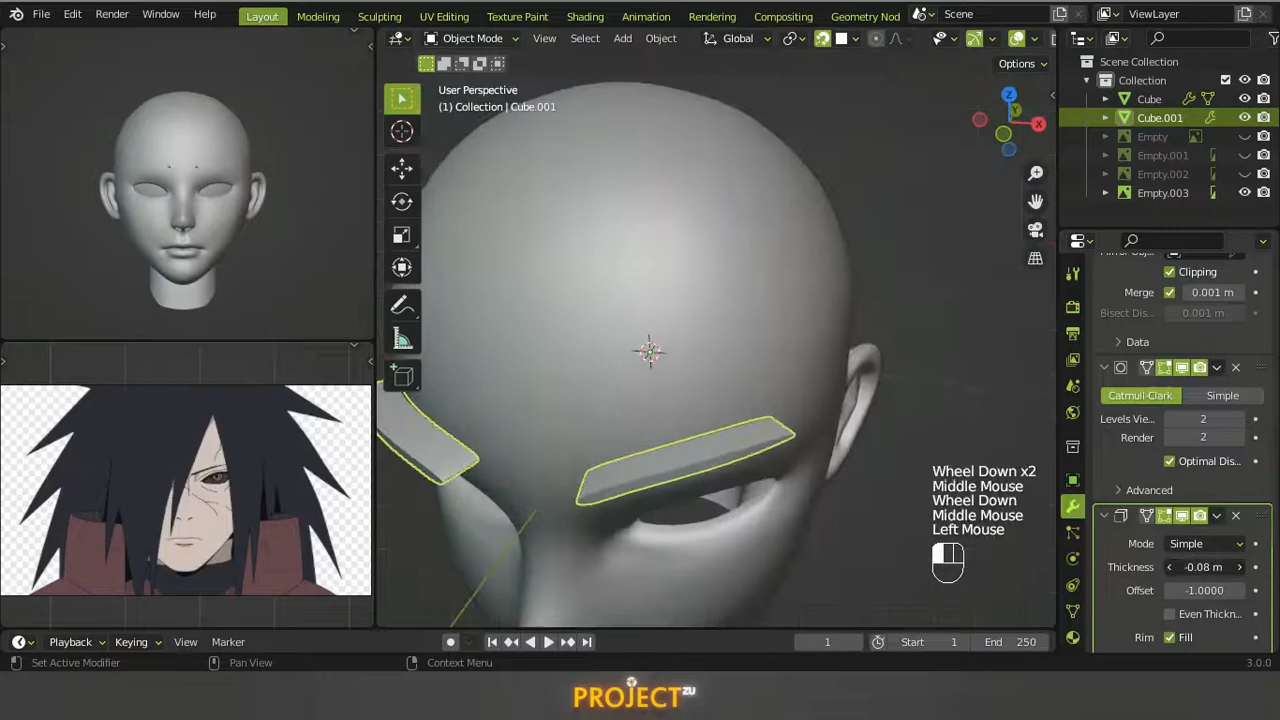 File Edit Render Window Help Layout Modeling Sculpting UV Editing Texture Paint Shading Animation Rendering Compositing Geometry Nod Scene ViewLayer
Object Mode View Select Add Object Global
Options
User Perspective
(1) Collection | Cube.001
Z
Y
X
Scene Collection
Collection
Cube
Cube.001
Empty
Empty.001
Empty.002
Empty.003
Clipping
Merge 0.001 m
Bisect Dis... 0.001 m
Data
Catmull-Clark Simple
Levels Vie... 2
Render 2
Optimal Dis...
Advanced
Mode Simple
Thickness -0.08 m
Offset -1.0000
Even Thickn...
Rim Fill
Wheel Down x2
Middle Mouse
Wheel Down
Middle Mouse
Left Mouse
Playback Keying View Marker 1 Start 1 End 250
Set Active Modifier Pan View Context Menu 3.0.0
PROJECT ZU